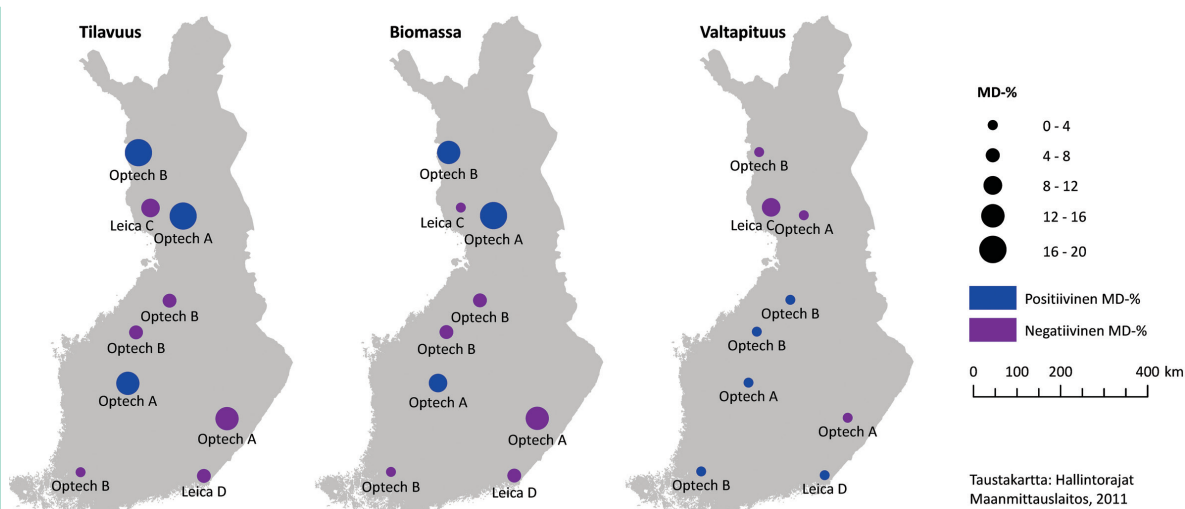 Tilavuus
Optech B
Leica C
Optech A
Optech B
Optech B
Optech A
Optech A
Optech B
Leica D
Biomassa
Optech B
Leica C
Optech A
Optech B
Optech B
Optech A
Optech A
Optech B
Leica D
Valtapituus
Optech B
Leica C
Optech A
Optech B
Optech B
Optech A
Optech A
Optech B
Leica D
MD-%
0 - 4
4 - 8
8 - 12
12 - 16
16 - 20
Positiivinen MD-%
Negatiivinen MD-%
0 100 200 400 km
Taustakartta: Hallintorajat
Maanmittauslaitos, 2011